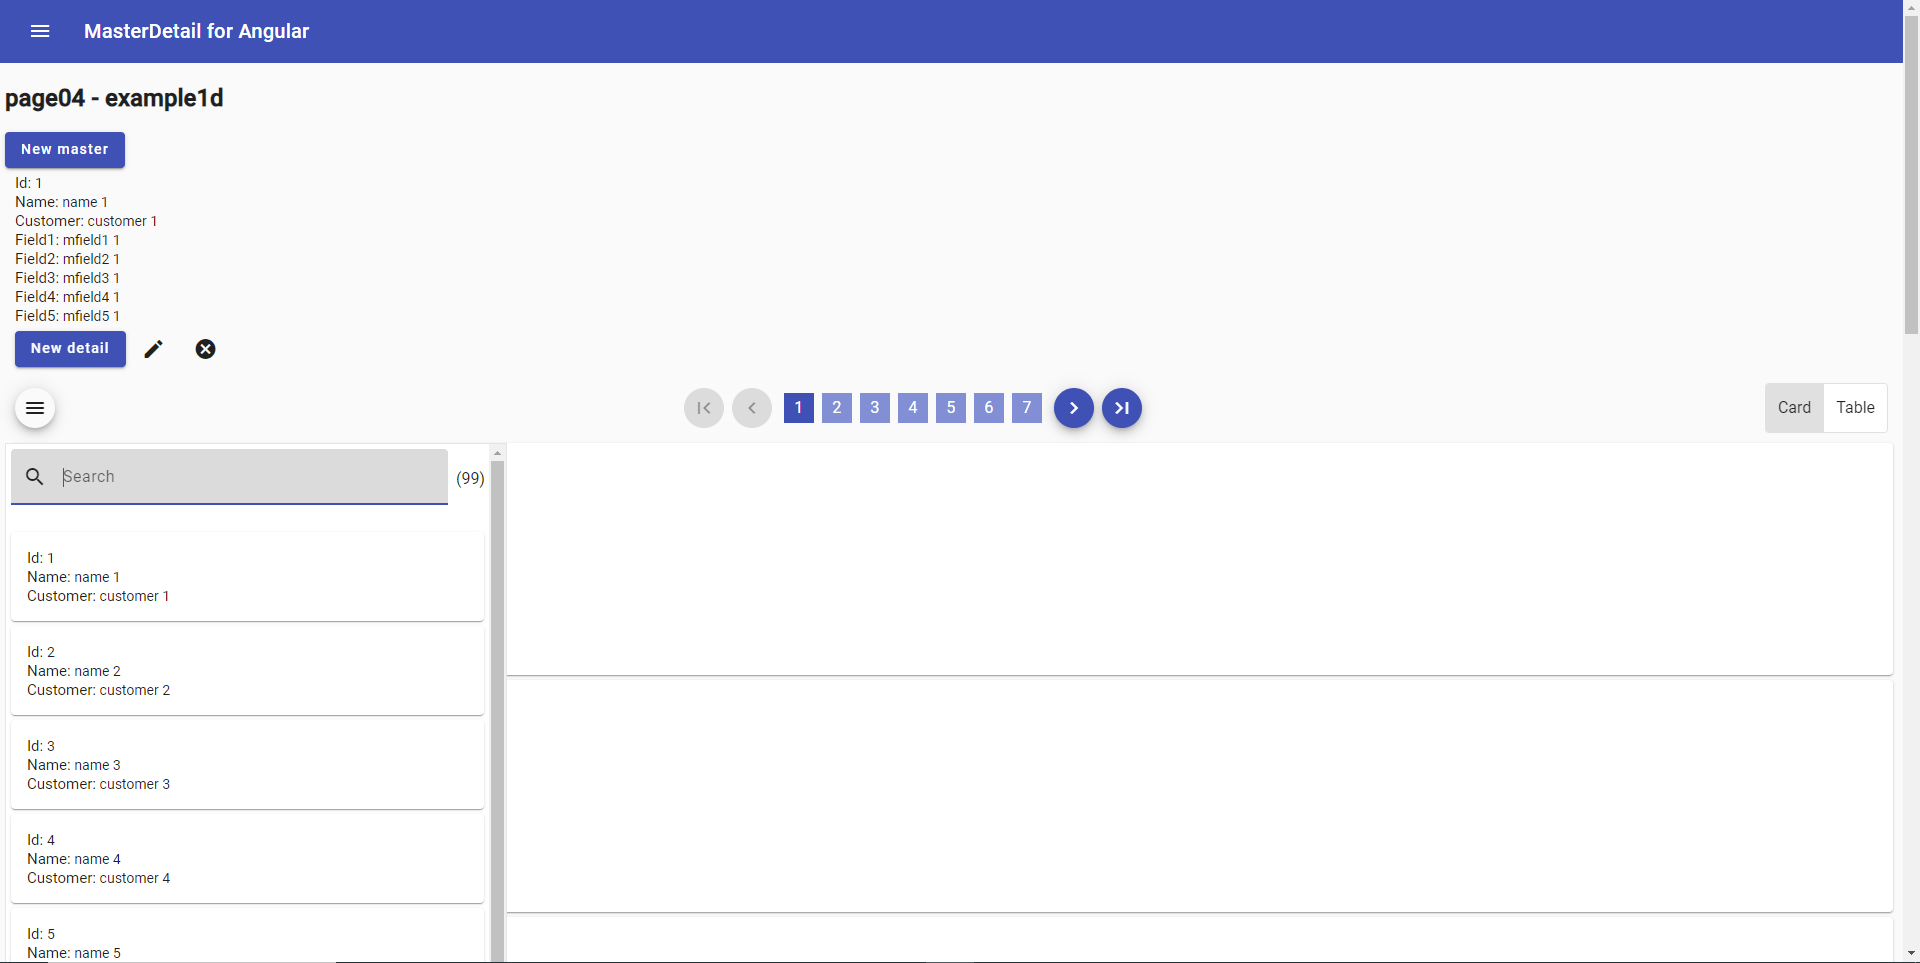 MasterDetail for Angular
page04 - example1d
New master
Id: 1
Name: name 1
Customer: customer 1
Field1: mfield1 1
Field2: mfield2 1
Field3: mfield3 1
Field4: mfield4 1
Field5: mfield5 1
New detail
1 2 3 4 5 6 7
Card Table
Search (99)
Id: 1
Name: name 1
Customer: customer 1
Id: 2
Name: name 2
Customer: customer 2
Id: 3
Name: name 3
Customer: customer 3
Id: 4
Name: name 4
Customer: customer 4
Id: 5
Name: name 5